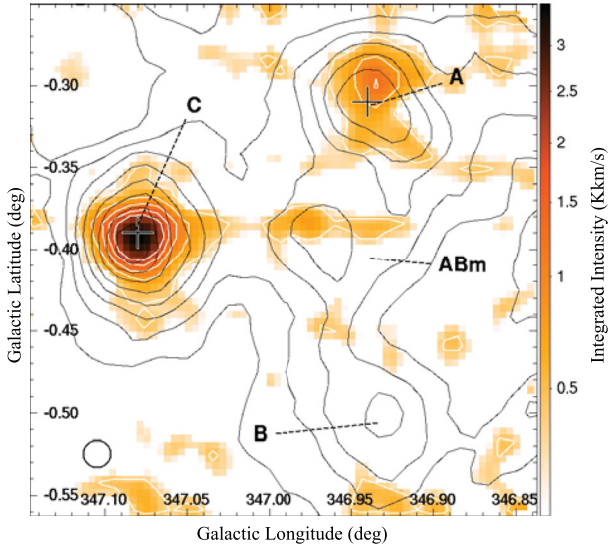 A
C
ABm
B
-0.30
-0.35
-0.40
-0.45
-0.50
-0.55
Galactic Latitude (deg)
347.10 347.05 347.0 346.95 346.90 346.85
Galactic Longitude (deg)
3
2.5
2
1.5
1
0.5
Integrated Intensity (Kkm/s)